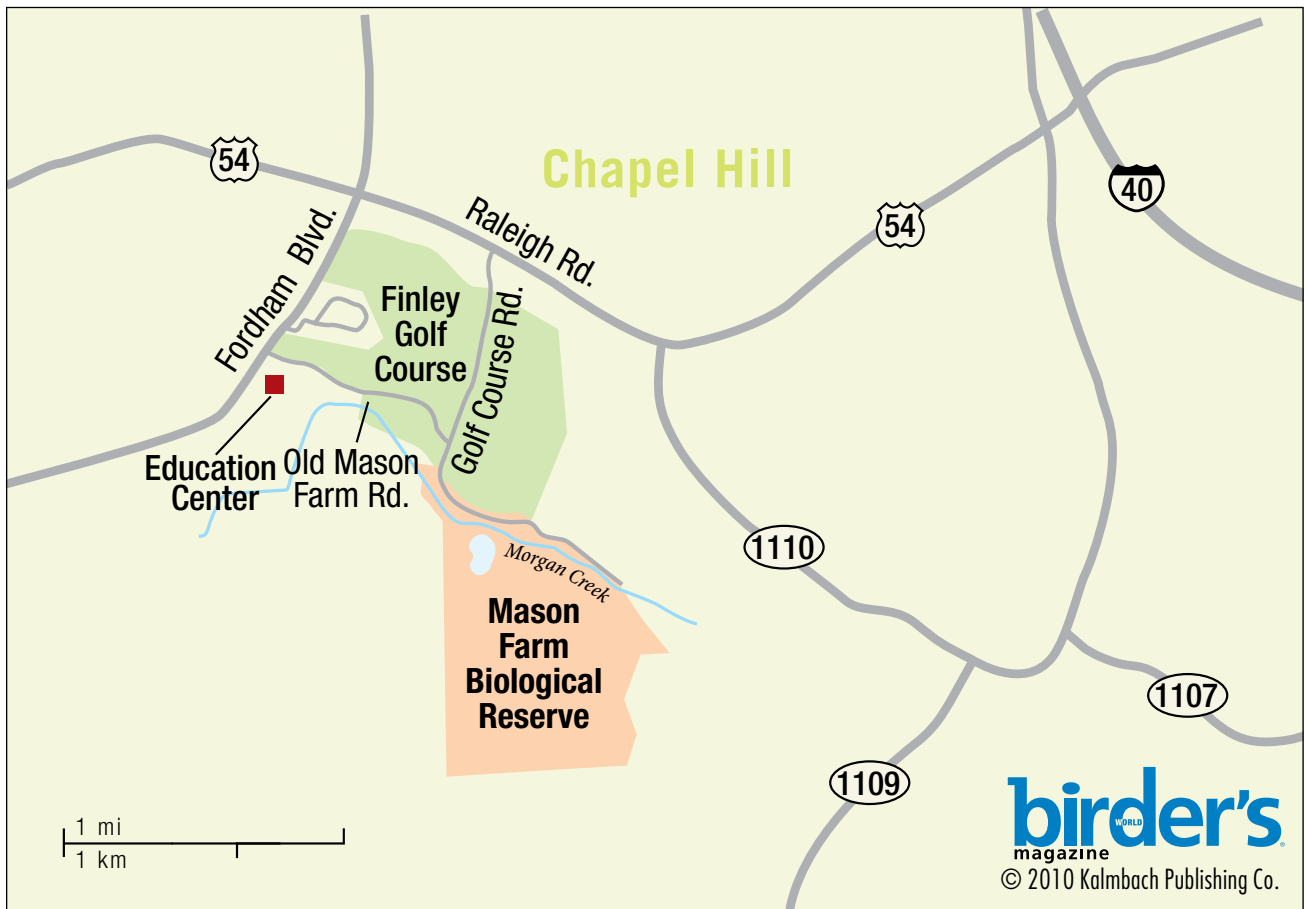 54
Chapel Hill
40
Raleigh Rd.
54
Fordham Blvd.
Finley
Golf
Course
Golf Course Rd.
Education
Center
Old Mason
Farm Rd.
1110
Morgan Creek
Mason
Farm
Biological
Reserve
1107
1109
1 mi
1 km
birder's
WORLD
magazine
© 2010 Kalmbach Publishing Co.